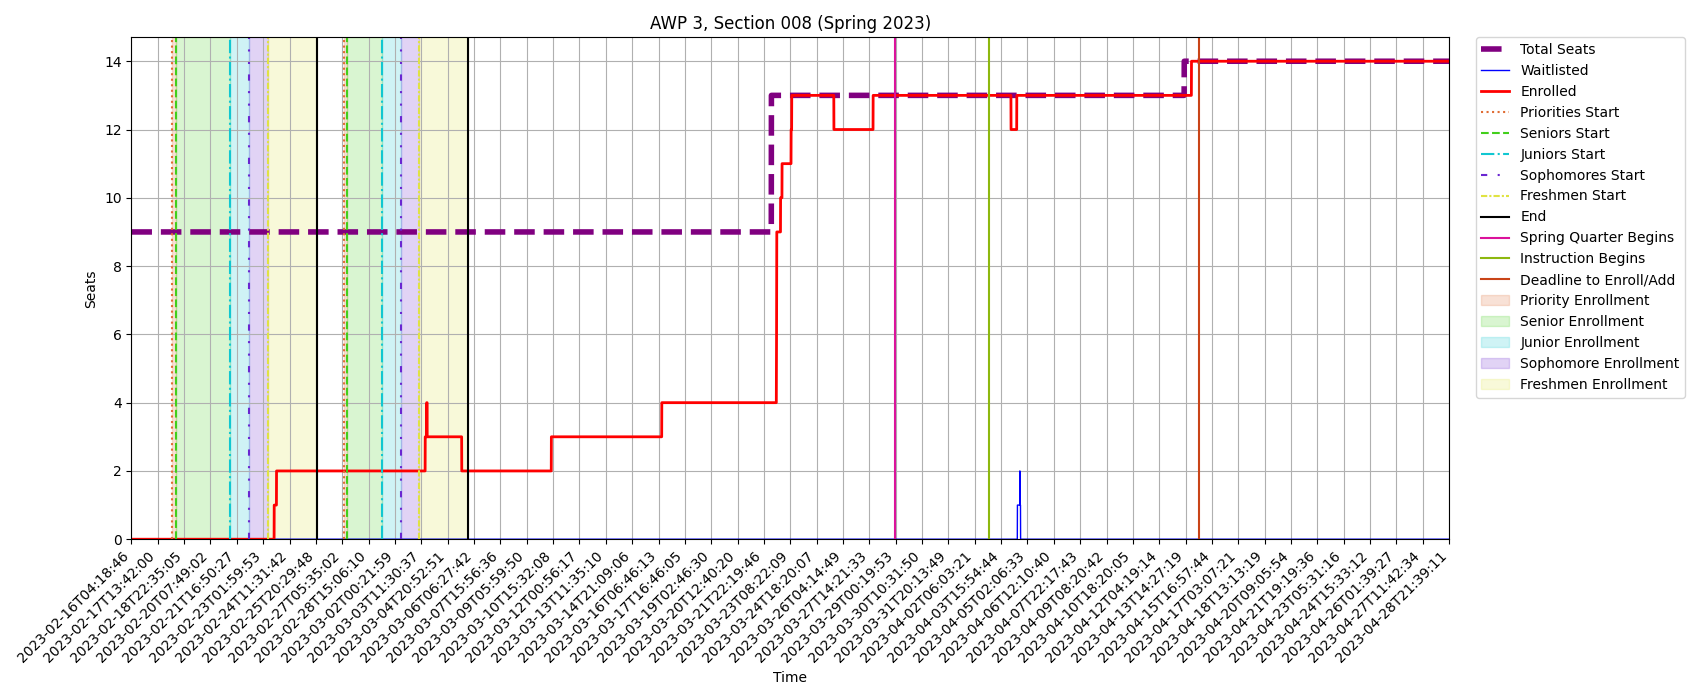 AWP 3, Section 008 (Spring 2023)
Seats
14
12
10
8
6
4
2
0
2023-02-16T04:18:46
2023-02-17T13:42:00
2023-02-18T22:35:05
2023-02-20T07:49:02
2023-02-21T16:50:27
2023-02-23T01:59:53
2023-02-24T11:31:42
2023-02-25T20:29:48
2023-02-27T05:35:02
2023-02-28T15:06:10
2023-03-02T00:21:59
2023-03-03T11:30:37
2023-03-04T20:52:51
2023-03-06T06:27:42
2023-03-07T15:56:36
2023-03-09T05:59:50
2023-03-10T15:32:08
2023-03-12T00:56:17
2023-03-13T11:35:10
2023-03-14T21:09:06
2023-03-16T06:46:13
2023-03-17T16:46:05
2023-03-19T02:46:30
2023-03-20T12:40:20
2023-03-21T22:19:46
2023-03-23T08:22:09
2023-03-24T18:20:07
2023-03-26T04:14:49
2023-03-27T14:21:33
2023-03-29T00:19:53
2023-03-30T10:31:50
2023-03-31T20:13:49
2023-04-02T06:03:21
2023-04-03T15:54:44
2023-04-05T02:06:33
2023-04-06T12:10:40
2023-04-07T22:17:43
2023-04-09T08:20:42
2023-04-10T18:20:05
2023-04-12T04:19:14
2023-04-13T14:27:19
2023-04-15T16:57:44
2023-04-17T03:07:21
2023-04-18T13:13:19
2023-04-20T09:05:54
2023-04-21T19:19:36
2023-04-23T05:31:16
2023-04-24T15:33:12
2023-04-26T01:39:27
2023-04-27T11:42:34
2023-04-28T21:39:11
Time
Total Seats
Waitlisted
Enrolled
Priorities Start
Seniors Start
Juniors Start
Sophomores Start
Freshmen Start
End
Spring Quarter Begins
Instruction Begins
Deadline to Enroll/Add
Priority Enrollment
Senior Enrollment
Junior Enrollment
Sophomore Enrollment
Freshmen Enrollment